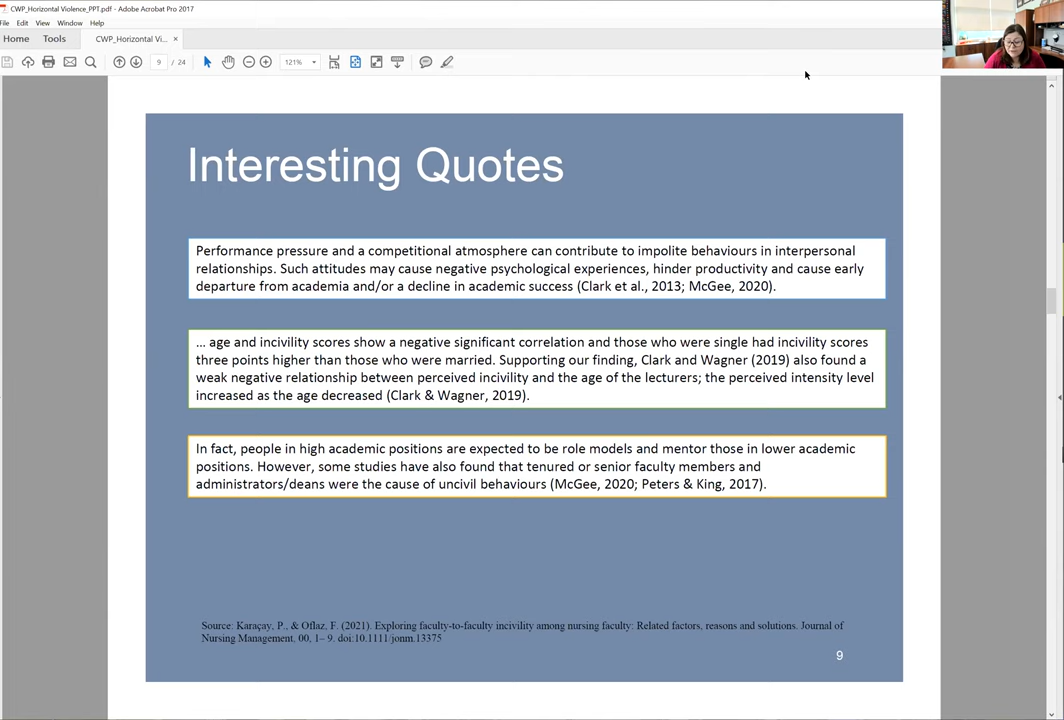 CWP_Horizontal Violence_PPT.pdf - Adobe Acrobat Pro 2017
File Edit View Window Help
Home Tools CWP_Horizontal Vi... ×
9 / 24 121%
Interesting Quotes
Performance pressure and a competitional atmosphere can contribute to impolite behaviours in interpersonal
relationships. Such attitudes may cause negative psychological experiences, hinder productivity and cause early
departure from academia and/or a decline in academic success (Clark et al., 2013; McGee, 2020).
... age and incivility scores show a negative significant correlation and those who were single had incivility scores
three points higher than those who were married. Supporting our finding, Clark and Wagner (2019) also found a
weak negative relationship between perceived incivility and the age of the lecturers; the perceived intensity level
increased as the age decreased (Clark & Wagner, 2019).
In fact, people in high academic positions are expected to be role models and mentor those in lower academic
positions. However, some studies have also found that tenured or senior faculty members and
administrators/deans were the cause of uncivil behaviours (McGee, 2020; Peters & King, 2017).
Source: Karaçay, P., & Oflaz, F. (2021). Exploring faculty-to-faculty incivility among nursing faculty: Related factors, reasons and solutions. Journal of
Nursing Management, 00, 1– 9. doi:10.1111/jonm.13375
9